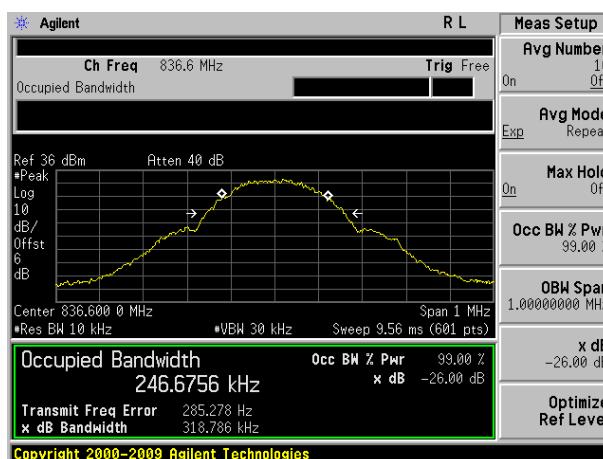 Agilent R L
Ch Freq 836.6 MHz Trig Free
Occupied Bandwidth
Ref 36 dBm Atten 40 dB
#Peak
Log
10
dB/
Offst
6
dB
Center 836.600 0 MHz Span 1 MHz
#Res BW 10 kHz #VBW 30 kHz Sweep 9.56 ms (601 pts)
Occupied Bandwidth
246.6756 kHz
Occ BW % Pwr 99.00 %
x dB -26.00 dB
Transmit Freq Error 285.278 Hz
x dB Bandwidth 318.786 kHz
Copyright 2000-2009 Agilent Technologies
Meas Setup
Avg Number
10
On Of
Avg Mode
Exp Repea
Max Hold
On Of
Occ BW % Pwr
99.00 %
OBW Span
1.00000000 MH
x dB
-26.00 dB
Optimize
Ref Leve